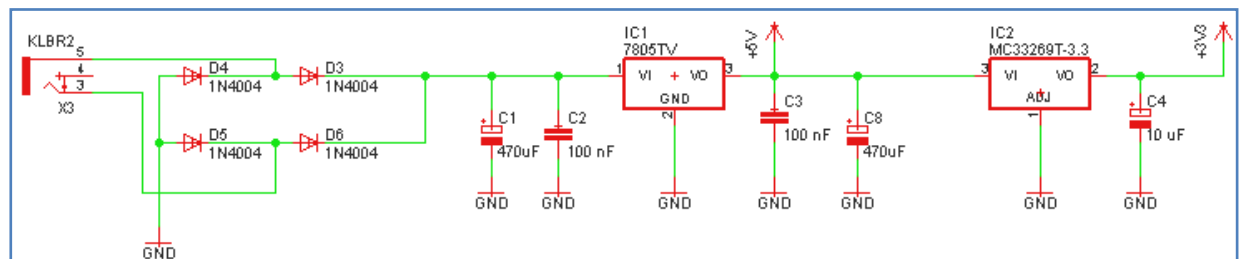 KLBR2
5
4
3
X3
D4
1N4004
D3
1N4004
D5
1N4004
D6
1N4004
GND
C1
470uF
GND
C2
100 nF
GND
IC1
7805TV
1
VI
VO
3
GND
2
GND
+5V
C3
100 nF
GND
C8
470uF
GND
IC2
MC33269T-3.3
3
VI
VO
2
ADJ
1
GND
+3V3
C4
10 uF
GND